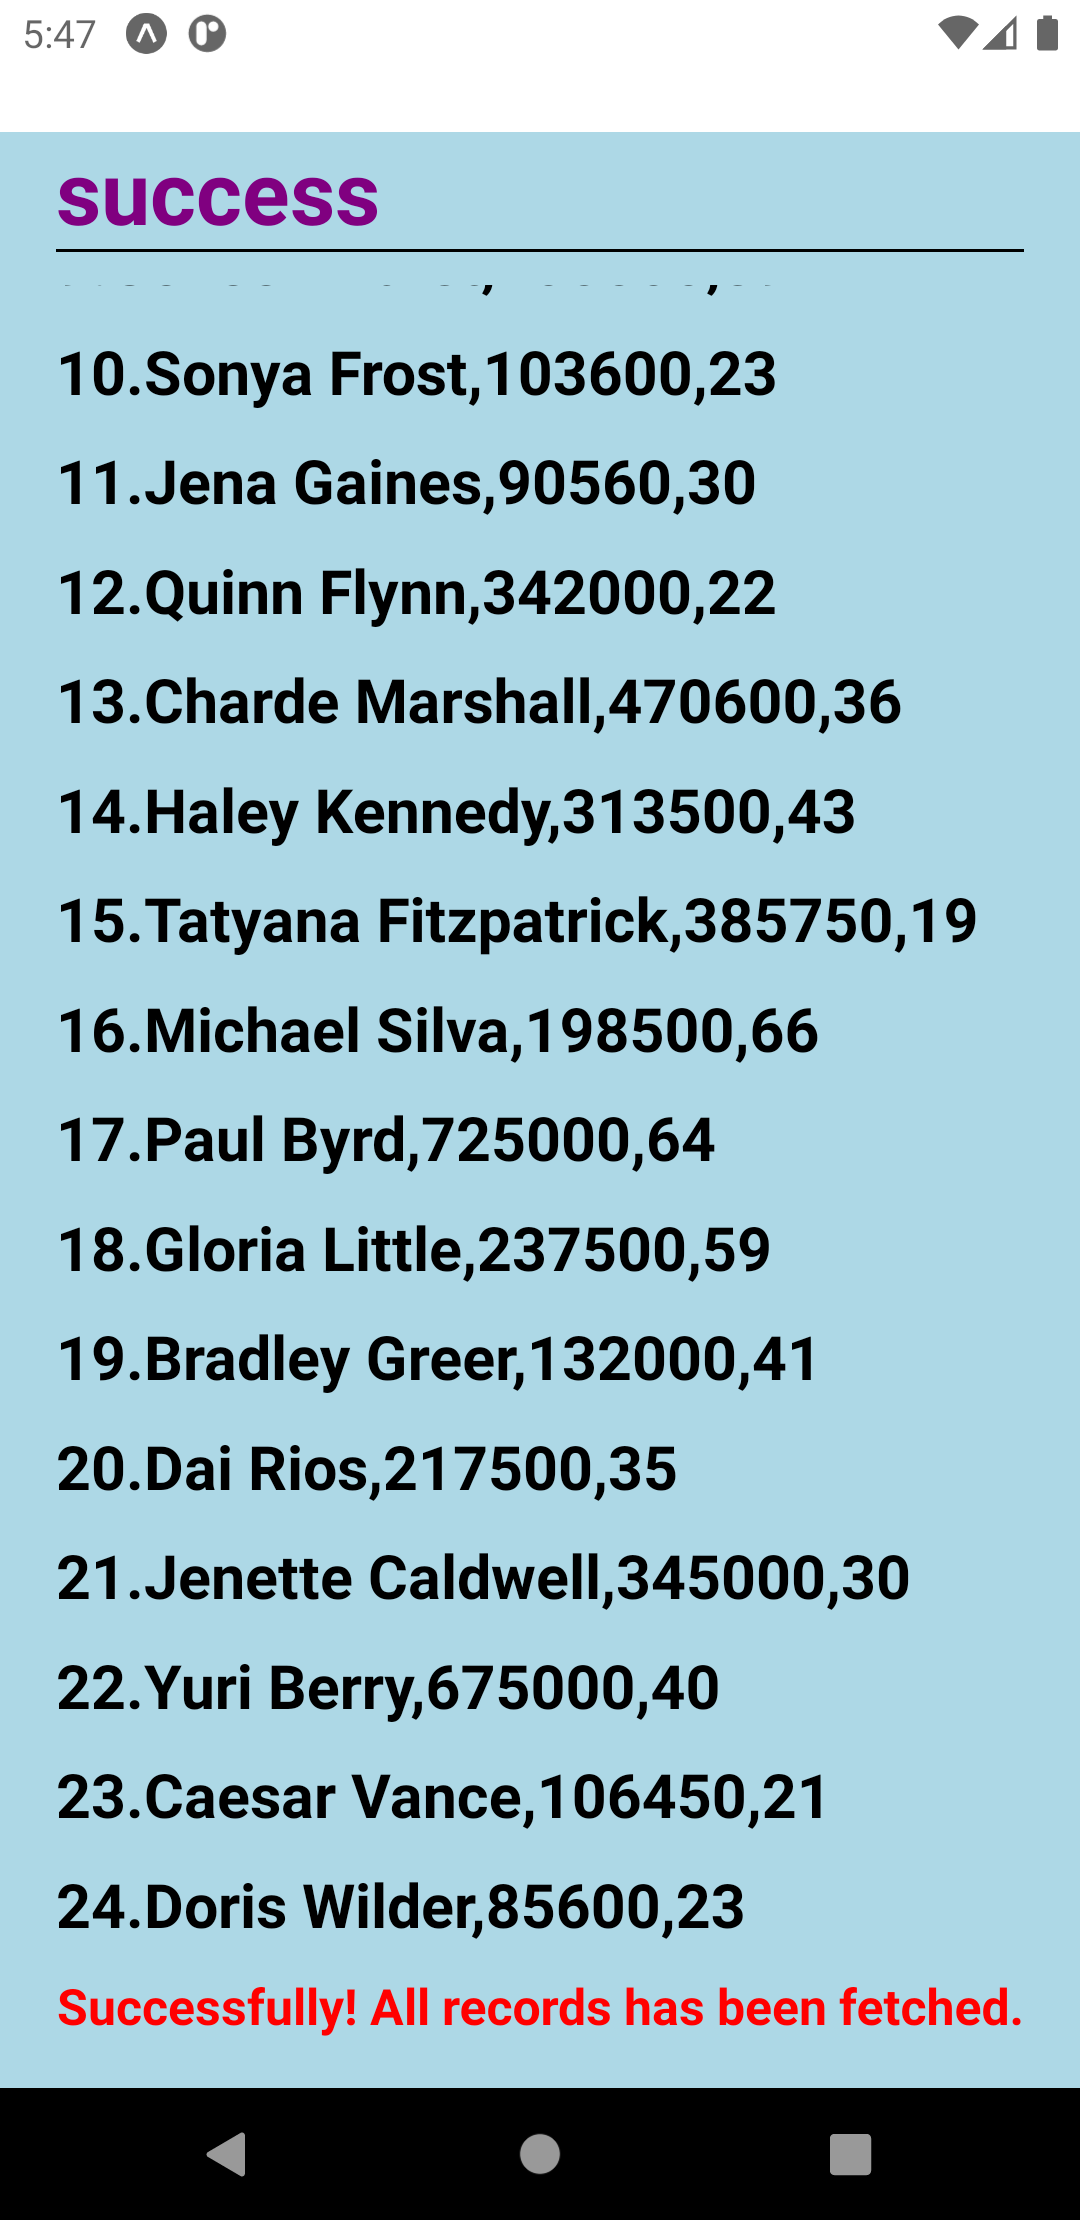 5:47
success
10.Sonya Frost,103600,23
11.Jena Gaines,90560,30
12.Quinn Flynn,342000,22
13.Charde Marshall,470600,36
14.Haley Kennedy,313500,43
15.Tatyana Fitzpatrick,385750,19
16.Michael Silva,198500,66
17.Paul Byrd,725000,64
18.Gloria Little,237500,59
19.Bradley Greer,132000,41
20.Dai Rios,217500,35
21.Jenette Caldwell,345000,30
22.Yuri Berry,675000,40
23.Caesar Vance,106450,21
24.Doris Wilder,85600,23
Successfully! All records has been fetched.